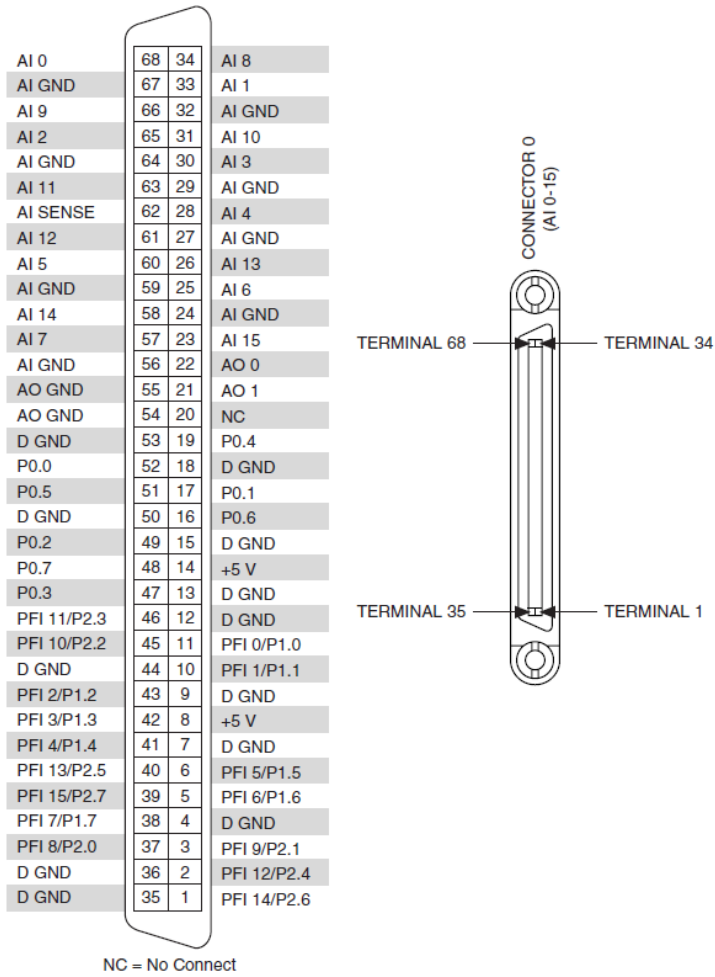 AI 0 68 34 AI 8
AI GND 67 33 AI 1
AI 9 66 32 AI GND
AI 2 65 31 AI 10
AI GND 64 30 AI 3
AI 11 63 29 AI GND
AI SENSE 62 28 AI 4
AI 12 61 27 AI GND
AI 5 60 26 AI 13
AI GND 59 25 AI 6
AI 14 58 24 AI GND
AI 7 57 23 AI 15
AI GND 56 22 AO 0
AO GND 55 21 AO 1
AO GND 54 20 NC
D GND 53 19 P0.4
P0.0 52 18 D GND
P0.5 51 17 P0.1
D GND 50 16 P0.6
P0.2 49 15 D GND
P0.7 48 14 +5 V
P0.3 47 13 D GND
PFI 11/P2.3 46 12 D GND
PFI 10/P2.2 45 11 PFI 0/P1.0
D GND 44 10 PFI 1/P1.1
PFI 2/P1.2 43 9 D GND
PFI 3/P1.3 42 8 +5 V
PFI 4/P1.4 41 7 D GND
PFI 13/P2.5 40 6 PFI 5/P1.5
PFI 15/P2.7 39 5 PFI 6/P1.6
PFI 7/P1.7 38 4 D GND
PFI 8/P2.0 37 3 PFI 9/P2.1
D GND 36 2 PFI 12/P2.4
D GND 35 1 PFI 14/P2.6
NC = No Connect
CONNECTOR 0
(AI 0-15)
TERMINAL 68 TERMINAL 34
TERMINAL 35 TERMINAL 1